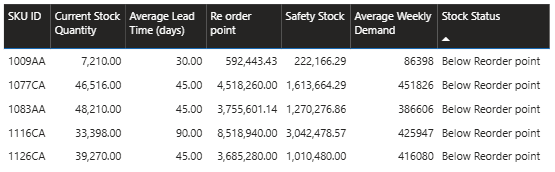 SKU ID Current Stock Quantity Average Lead Time (days) Re order point Safety Stock Average Weekly Demand Stock Status
1009AA 7,210.00 30.00 592,443.43 222,166.29 86398 Below Reorder point
1077CA 46,516.00 45.00 4,518,260.00 1,613,664.29 451826 Below Reorder point
1083AA 48,210.00 45.00 3,755,601.14 1,270,276.86 386606 Below Reorder point
1116CA 33,398.00 90.00 8,518,940.00 3,042,478.57 425947 Below Reorder point
1126CA 39,270.00 45.00 3,685,280.00 1,010,480.00 416080 Below Reorder point